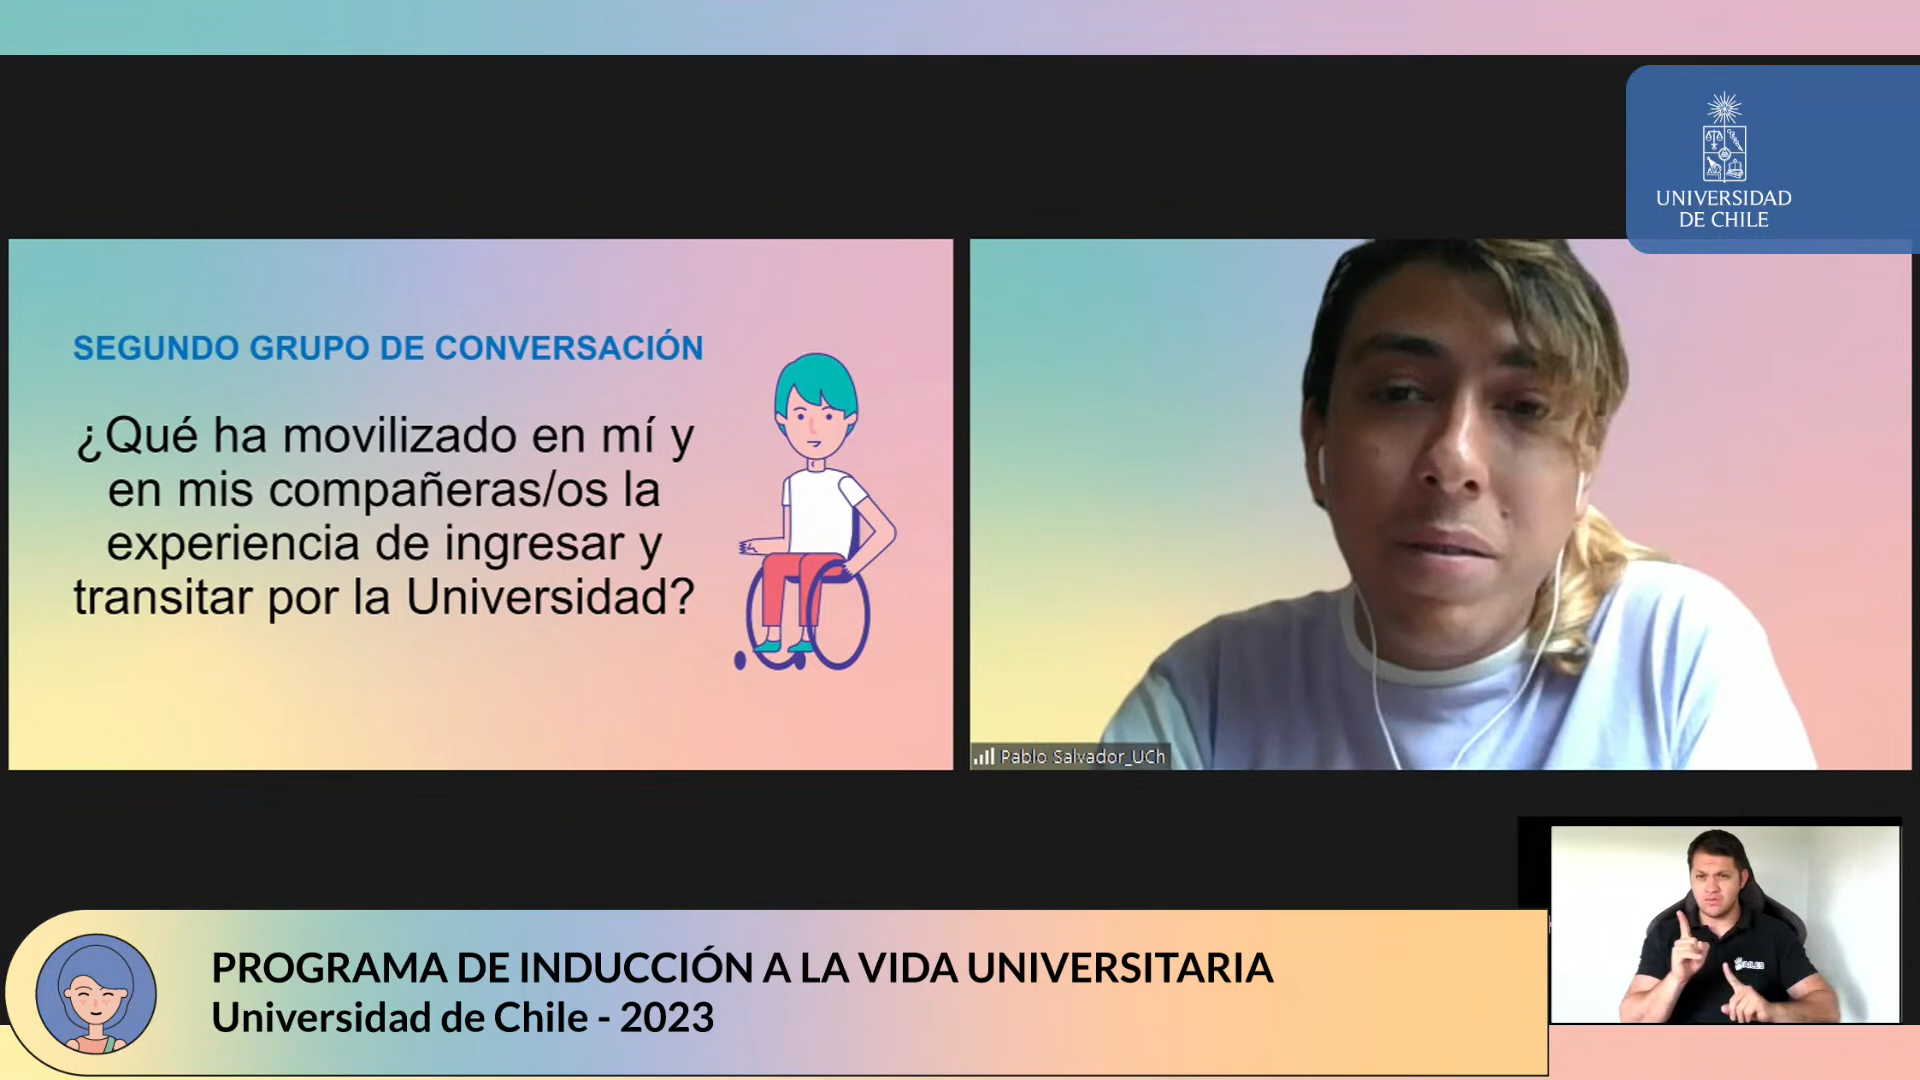 UNIVERSIDAD
DE CHILE
SEGUNDO GRUPO DE CONVERSACIÓN
¿Qué ha movilizado en mí y
en mis compañeras/os la
experiencia de ingresar y
transitar por la Universidad?
Pablo Salvador_UCh
PROGRAMA DE INDUCCIÓN A LA VIDA UNIVERSITARIA
Universidad de Chile - 2023